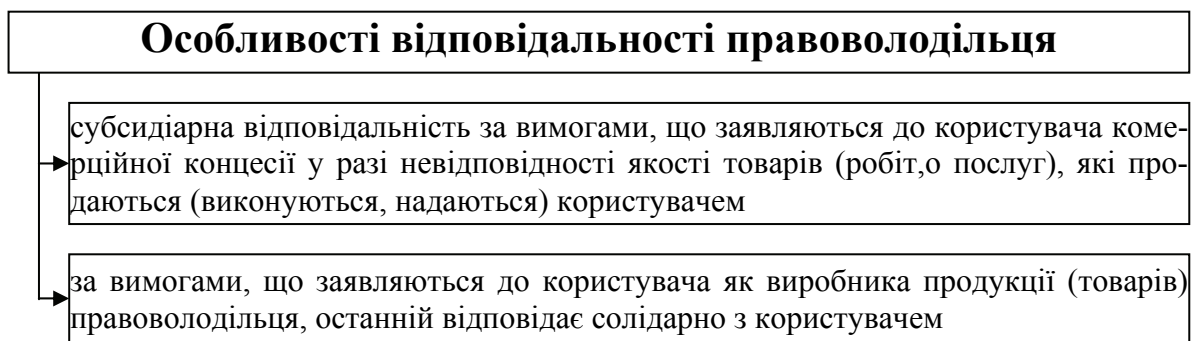 Особливості відповідальності правоволодільця
субсидіарна відповідальність за вимогами, що заявляються до користувача коме-
рційної концесії у разі невідповідності якості товарів (робіт,о послуг), які про-
даються (виконуються, надаються) користувачем
за вимогами, що заявляються до користувача як виробника продукції (товарів)
правоволодільця, останній відповідає солідарно з користувачем